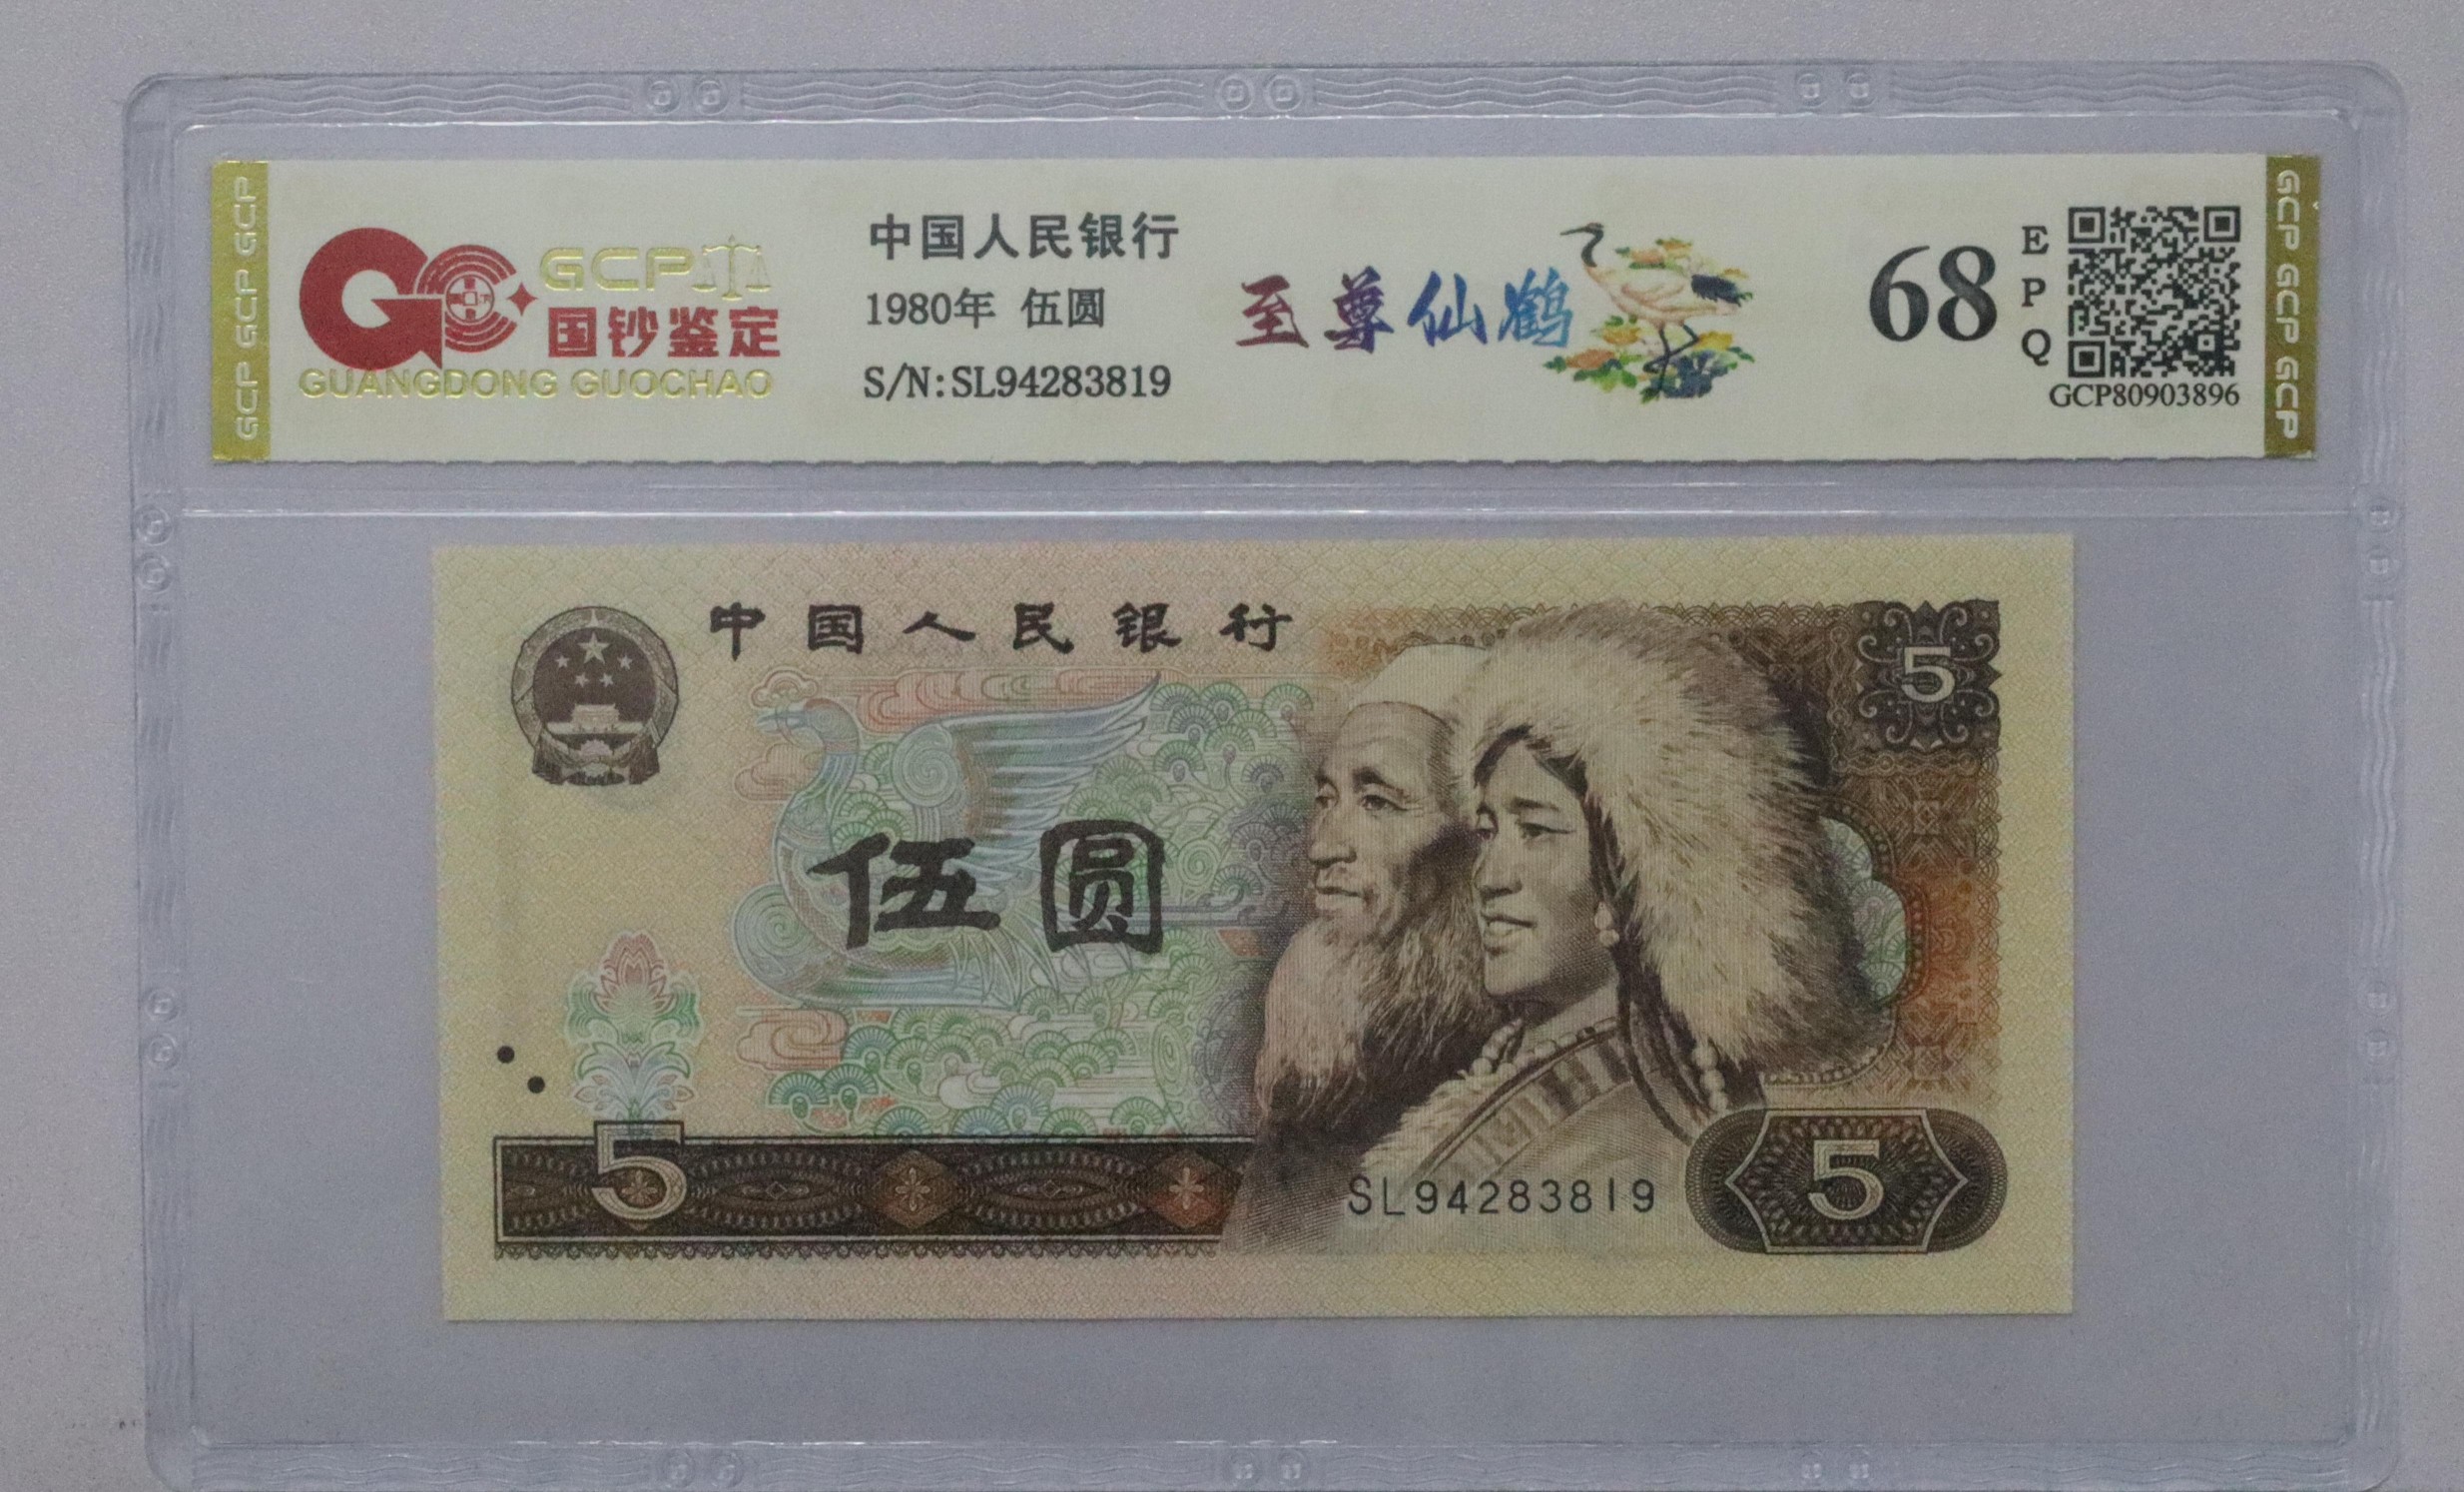 GCP GCP GCP
GCP
国钞鉴定
GUANGDONG GUOCHAO
中国人民银行
1980年 伍圆
S/N:SL94283819
至尊仙鹤
68
E
P
Q
GCP80903896
GCP GCP GCP
中国人民银行
5
伍圆
5
SL94283819
5